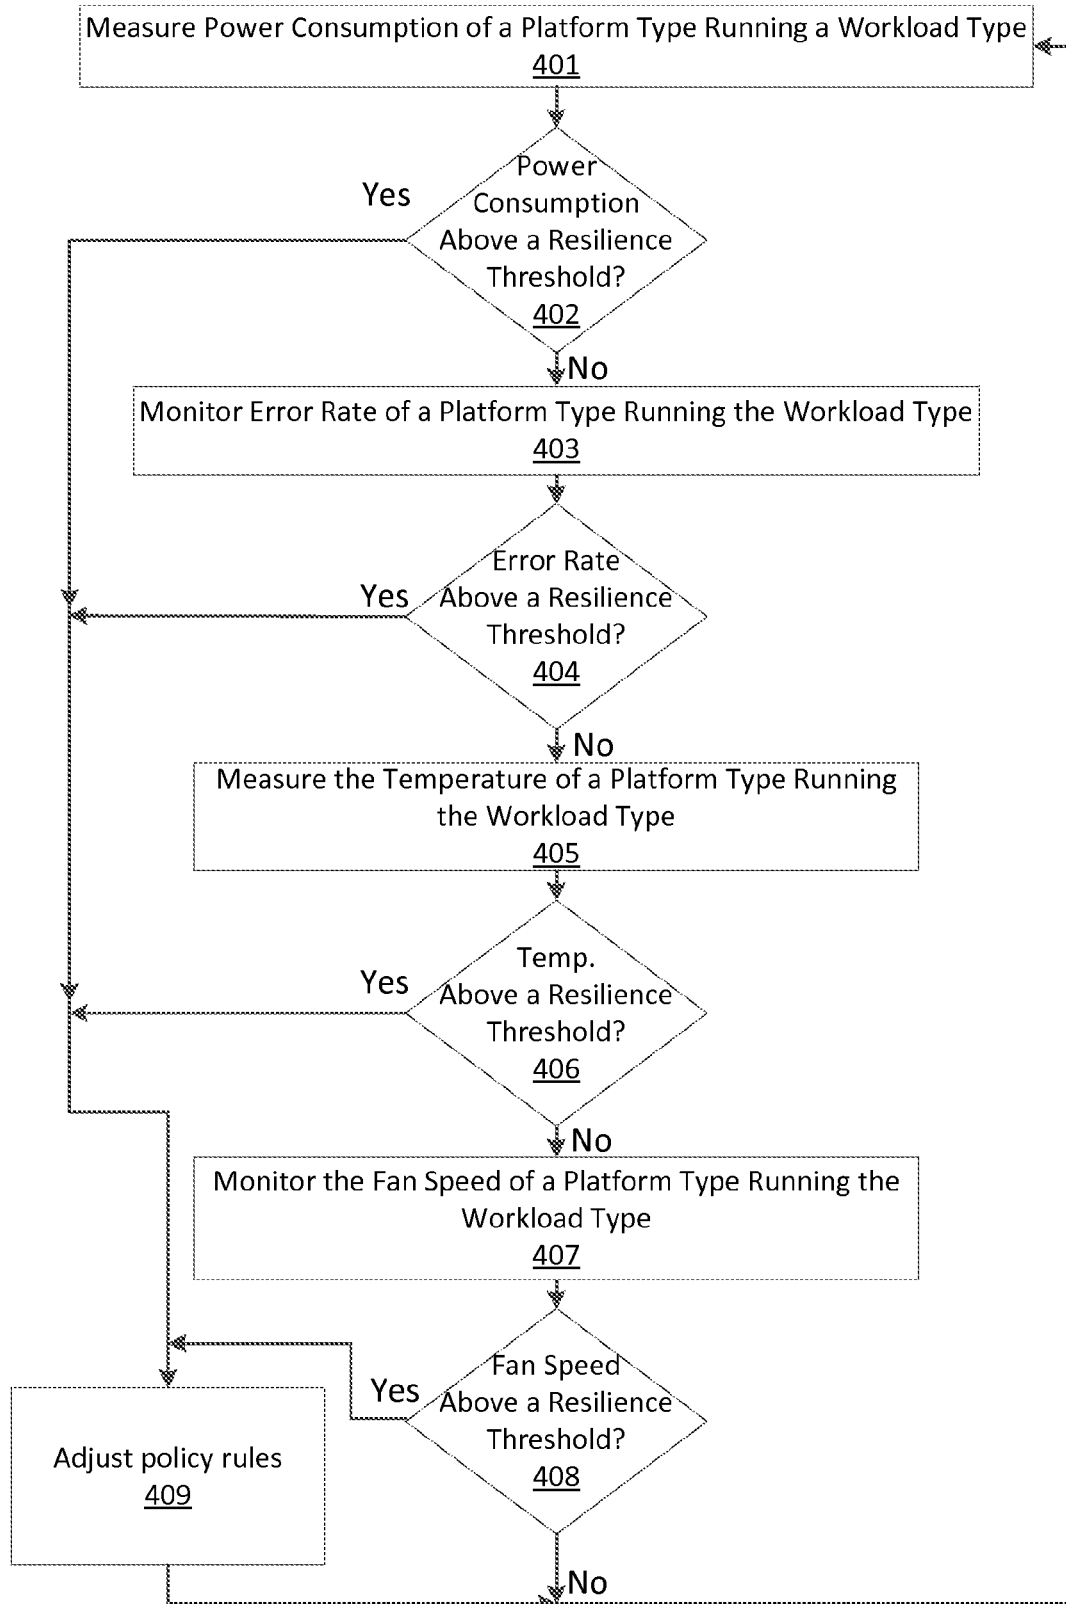 Measure Power Consumption of a Platform Type Running a Workload Type
401
Power
Consumption
Above a Resilience
Threshold?
402
Yes
No
Monitor Error Rate of a Platform Type Running the Workload Type
403
Error Rate
Above a Resilience
Threshold?
404
Yes
No
Measure the Temperature of a Platform Type Running
the Workload Type
405
Temp.
Above a Resilience
Threshold?
406
Yes
No
Monitor the Fan Speed of a Platform Type Running the
Workload Type
407
Fan Speed
Above a Resilience
Threshold?
408
Yes
No
Adjust policy rules
409